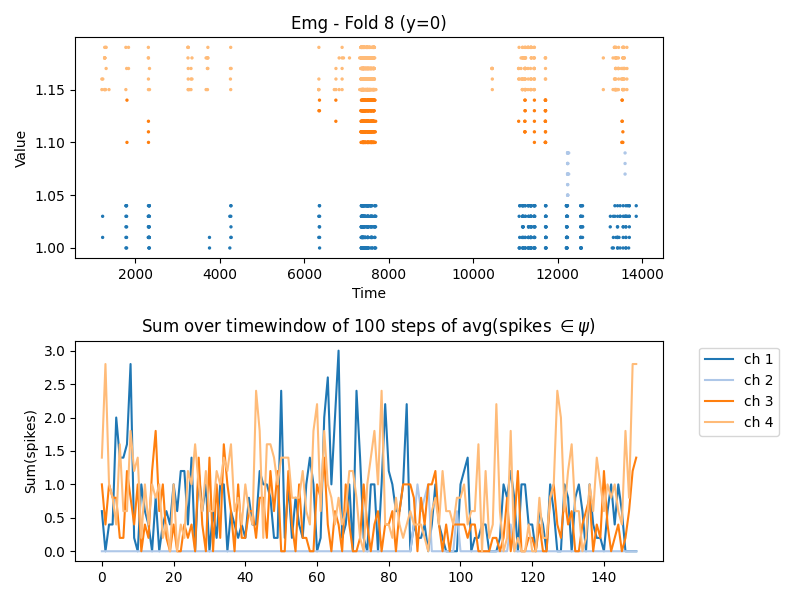 Emg - Fold 8 (y=0)
Value
1.15
1.10
1.05
1.00
2000 4000 6000 8000 10000 12000 14000
Time
Sum over timewindow of 100 steps of avg(spikes ∈ ψ)
Sum(spikes)
3.0
2.5
2.0
1.5
1.0
0.5
0.0
0 20 40 60 80 100 120 140
ch 1
ch 2
ch 3
ch 4